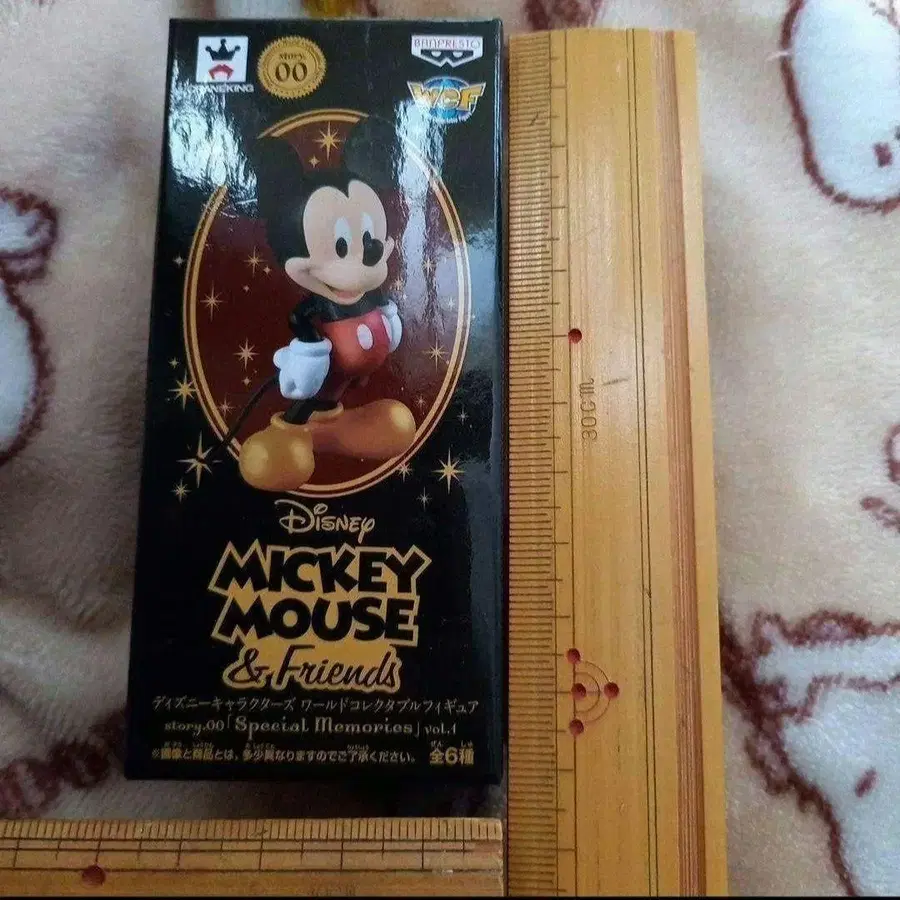 CRANEKING
story.
00
BANPRESTO
WCF
DISNEY
MICKEY
MOUSE
& Friends
ディズニーキャラクターズ ワールドコレクタブルフィギュア
story.00「Special Memories」vol.1
※画像と商品とは、多少異なりますのでご了承ください。 全6種
30cm